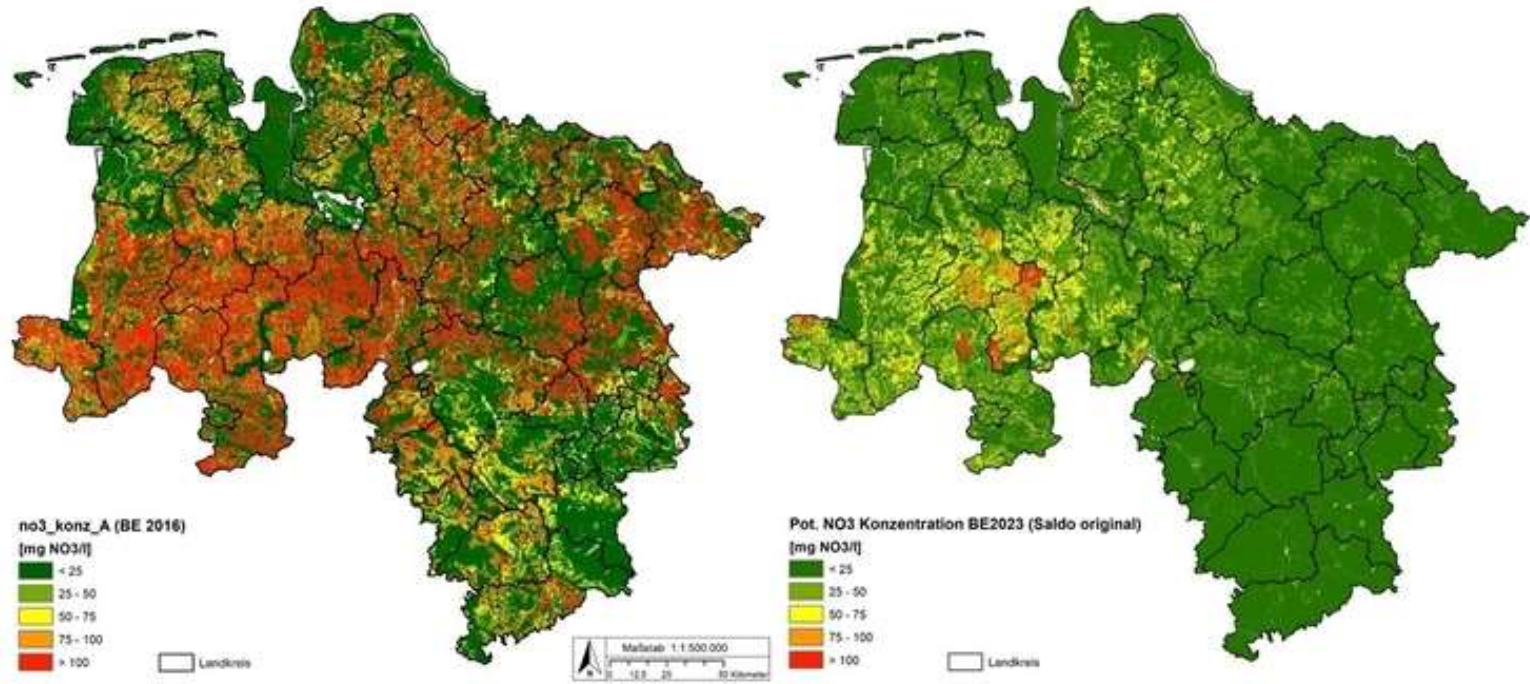 no3_konz_A (BE 2016)
[mg NO3/l]
< 25
25 - 50
50 - 75
75 - 100
> 100
Landkreis
Maßstab 1:1.500.000
0 12,5 25 50 Kilometer
Pot. NO3 Konzentration BE2023 (Saldo original)
[mg NO3/l]
< 25
25 - 50
50 - 75
75 - 100
> 100
Landkreis